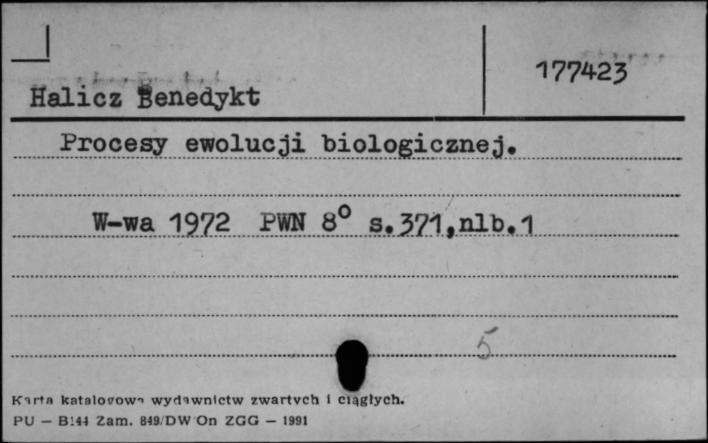 177423
Halicz Benedykt
Procesy ewolucji biologicznej.
W-wa 1972 PWN 8° s.371,nlb.1
5
Karta katalogowa wydawnictw zwartych i ciągłych.
PU — B144 Zam. 849/DW On ZGG — 1991